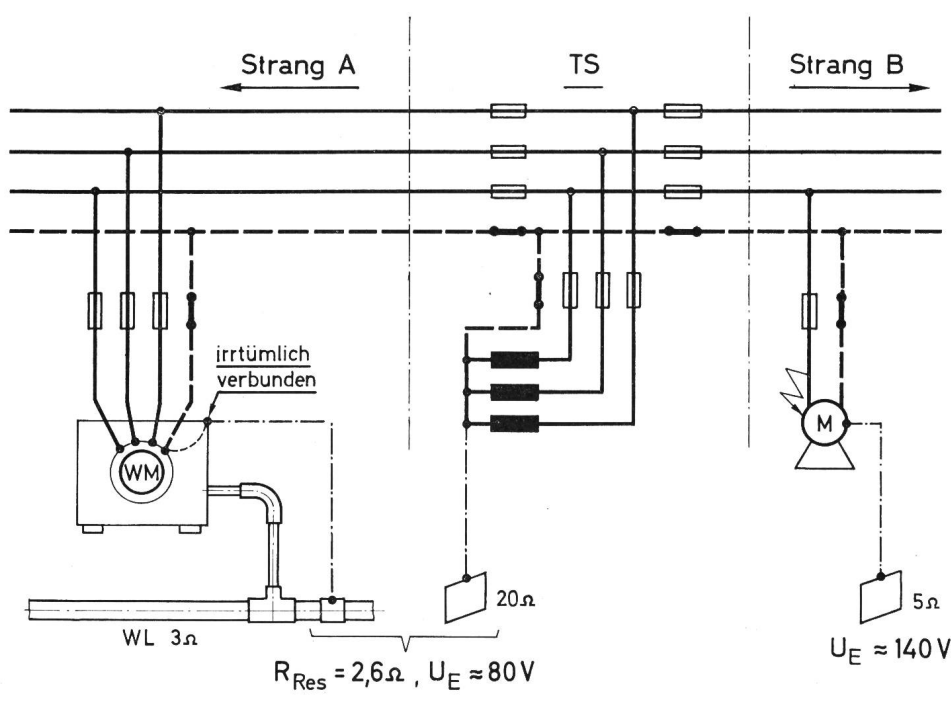 Strang A
TS
Strang B
irrtümlich
verbunden
WM
M
20Ω
5Ω
WL 3Ω
R_Res = 2,6Ω , U_E ≈ 80V
U_E ≈ 140V